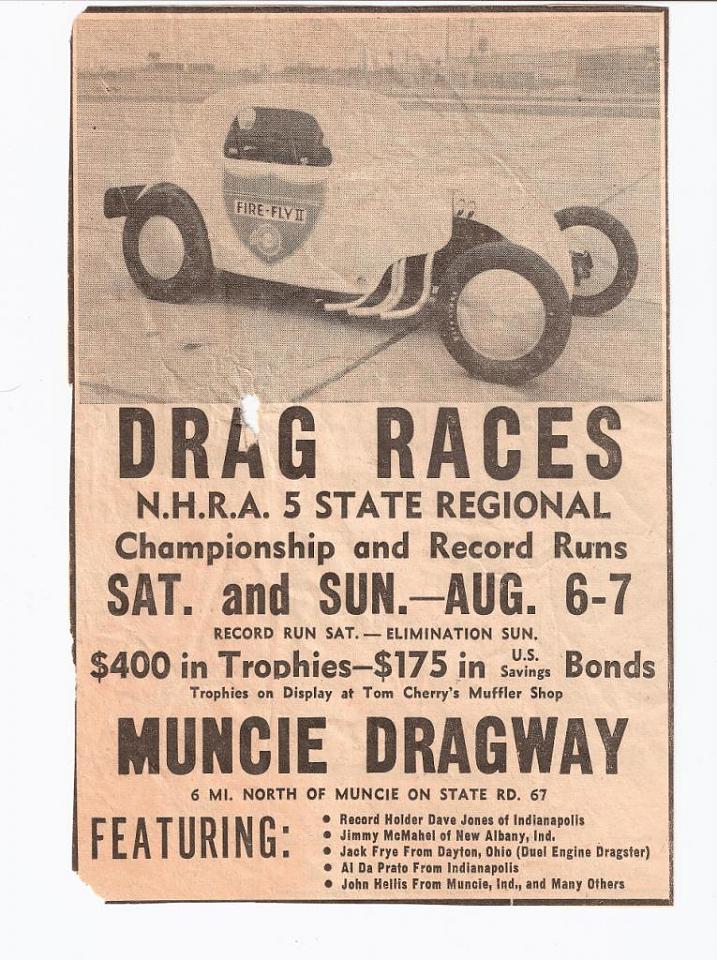 FIRE-FLY II
DRAG RACES
N.H.R.A. 5 STATE REGIONAL
Championship and Record Runs
SAT. and SUN.—AUG. 6-7
RECORD RUN SAT.—ELIMINATION SUN.
$400 in Trophies—$175 in U.S. Savings Bonds
Trophies on Display at Tom Cherry's Muffler Shop
MUNCIE DRAGWAY
6 MI. NORTH OF MUNCIE ON STATE RD. 67
FEATURING:
• Record Holder Dave Jones of Indianapolis
• Jimmy McMahel of New Albany, Ind.
• Jack Frye From Dayton, Ohio (Duel Engine Dragster)
• Al Da Prato From Indianapolis
• John Hellis From Muncie, Ind., and Many Others